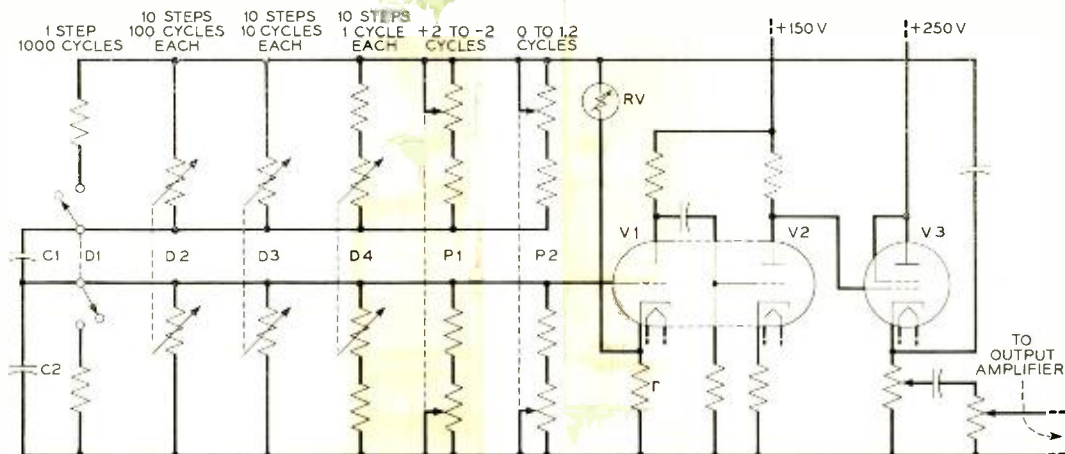 1 STEP
1000 CYCLES
10 STEPS
100 CYCLES
EACH
10 STEPS
10 CYCLES
EACH
10 STEPS
1 CYCLE
EACH
+2 TO -2
CYCLES
0 TO 1.2
CYCLES
+150 V
+250 V
RV
V1
V2
V3
C1
D1
D2
D3
D4
P1
P2
C2
r
TO
OUTPUT
AMPLIFIER